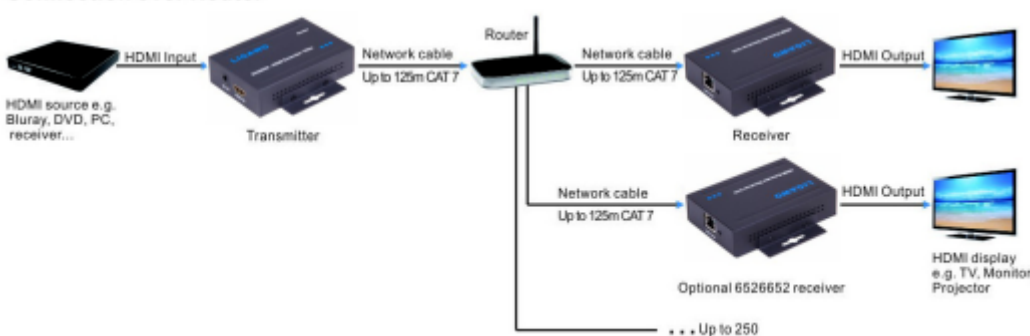 HDMI Input
Network cable
Up to 125m CAT 7
Router
Network cable
Up to 125m CAT 7
HDMI Output
HDMI source e.g.
Bluray, DVD, PC,
receiver...
Transmitter
Receiver
Network cable
Up to 125m CAT 7
HDMI Output
HDMI display
e.g. TV, Monitor
Projector
Optional 6526652 receiver
...Up to 250